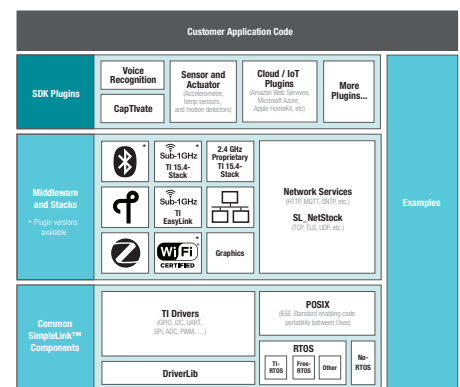 Customer Application Code
SDK Plugins
Voice
Recognition
CapTIvate
Sensor and
Actuator
(Accelerometer,
temp sensors,
and motion detectors)
Cloud / IoT
Plugins
(Amazon Web Servives,
Microsoft Azure,
Apple HomeKit, etc)
More
Plugins...
Examples
Middleware
and Stacks
* Plugin versions
available
*
Sub-1GHz *
TI 15.4-
Stack
2.4 GHz
Proprietary
TI 15.4-
Stack
Sub-1GHz
TI
EasyLink
*
Wi Fi
CERTIFIED
Graphics
Network Services
(HTTP, MQTT, SNTP, etc.)
SL_NetStock
(TCP, TLS, UDP, etc.)
Common
SimpleLink™
Components
TI Drivers
(GPIO, I2C, UART,
SPI, ADC, PWM, …)
DriverLib
POSIX
(IEEE Standard enabling code
portability between Oses)
RTOS
TI-
RTOS
Free-
RTOS
Other
No-
RTOS